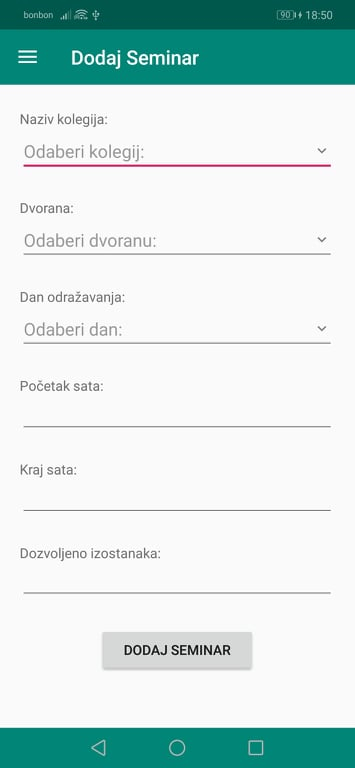 bonbon 90 18:50
Dodaj Seminar
Naziv kolegija:
Odaberi kolegij:
Dvorana:
Odaberi dvoranu:
Dan odražavanja:
Odaberi dan:
Početak sata:
Kraj sata:
Dozvoljeno izostanaka:
DODAJ SEMINAR